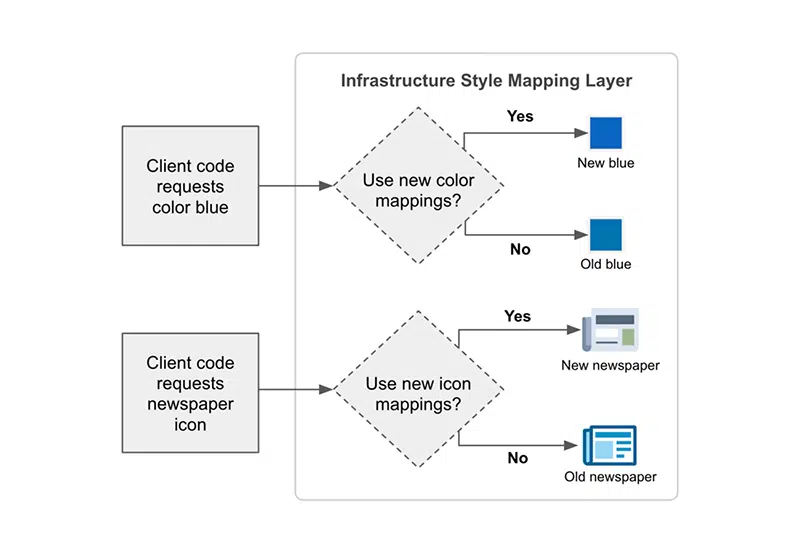 Infrastructure Style Mapping Layer
Client code
requests
color blue
Use new color
mappings?
Yes
New blue
No
Old blue
Client code
requests
newspaper
icon
Use new icon
mappings?
Yes
New newspaper
No
Old newspaper